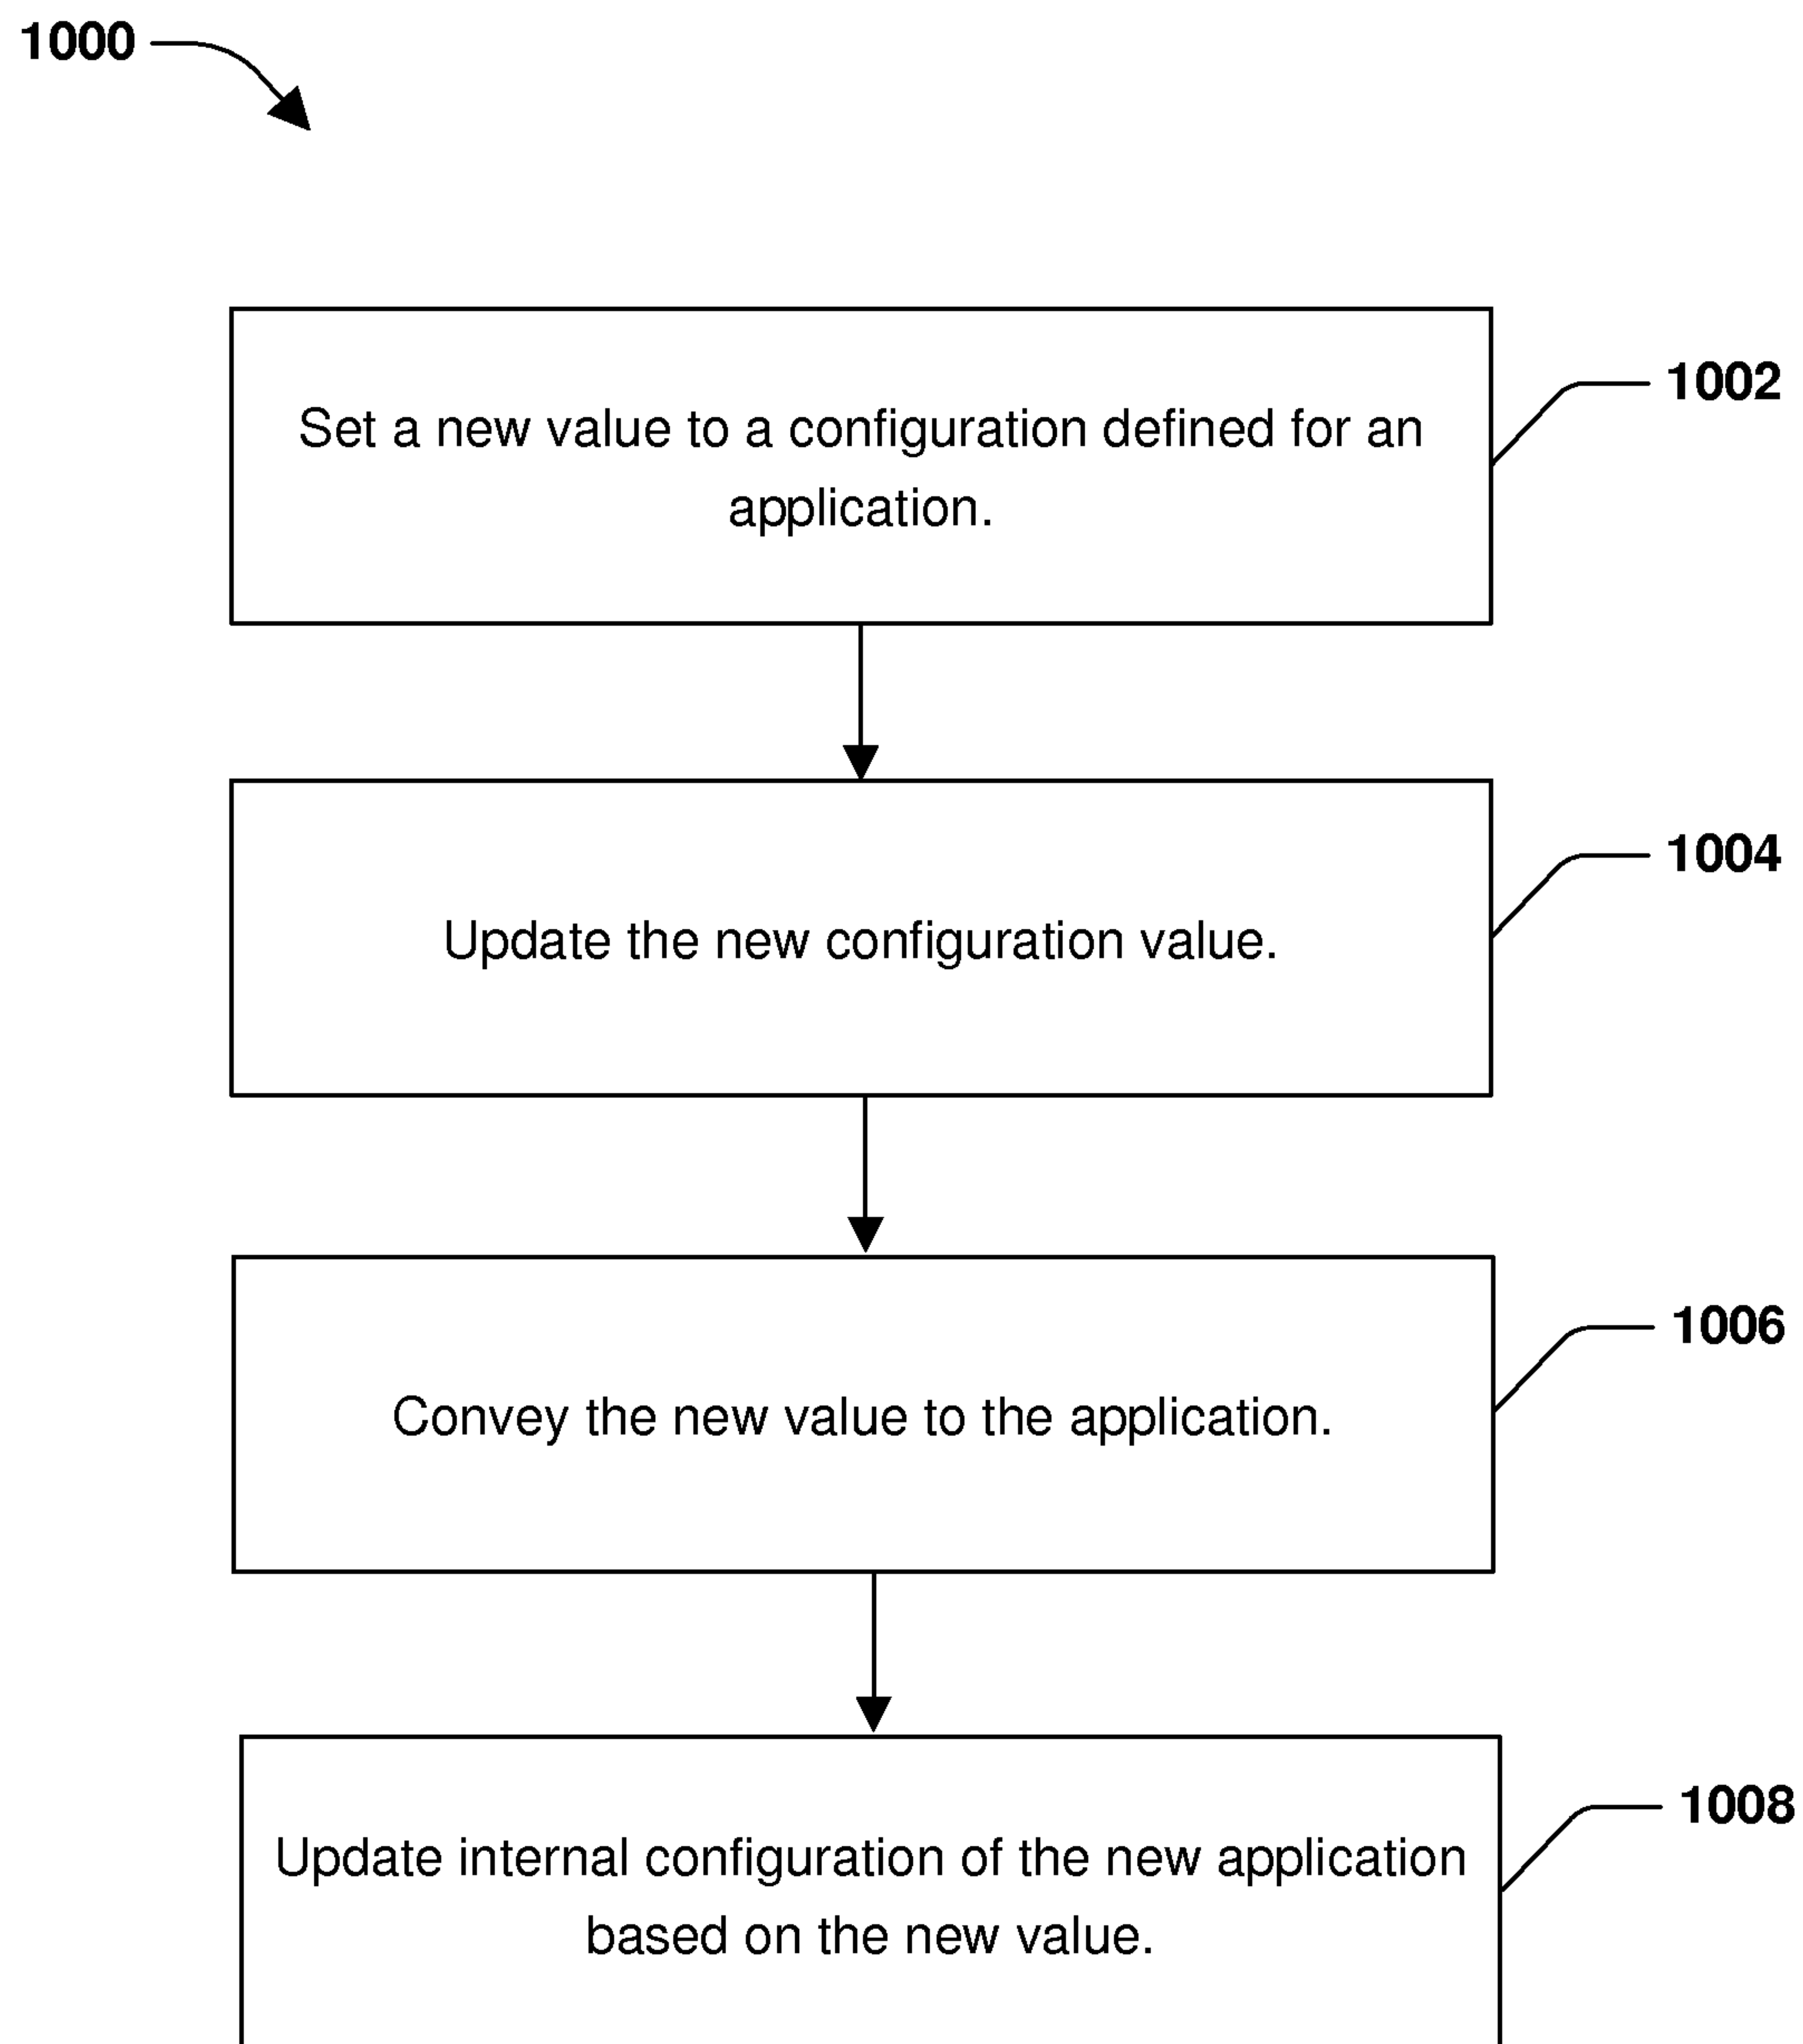 1000
Set a new value to a configuration defined for an
application.
1002
Update the new configuration value.
1004
Convey the new value to the application.
1006
Update internal configuration of the new application
based on the new value.
1008